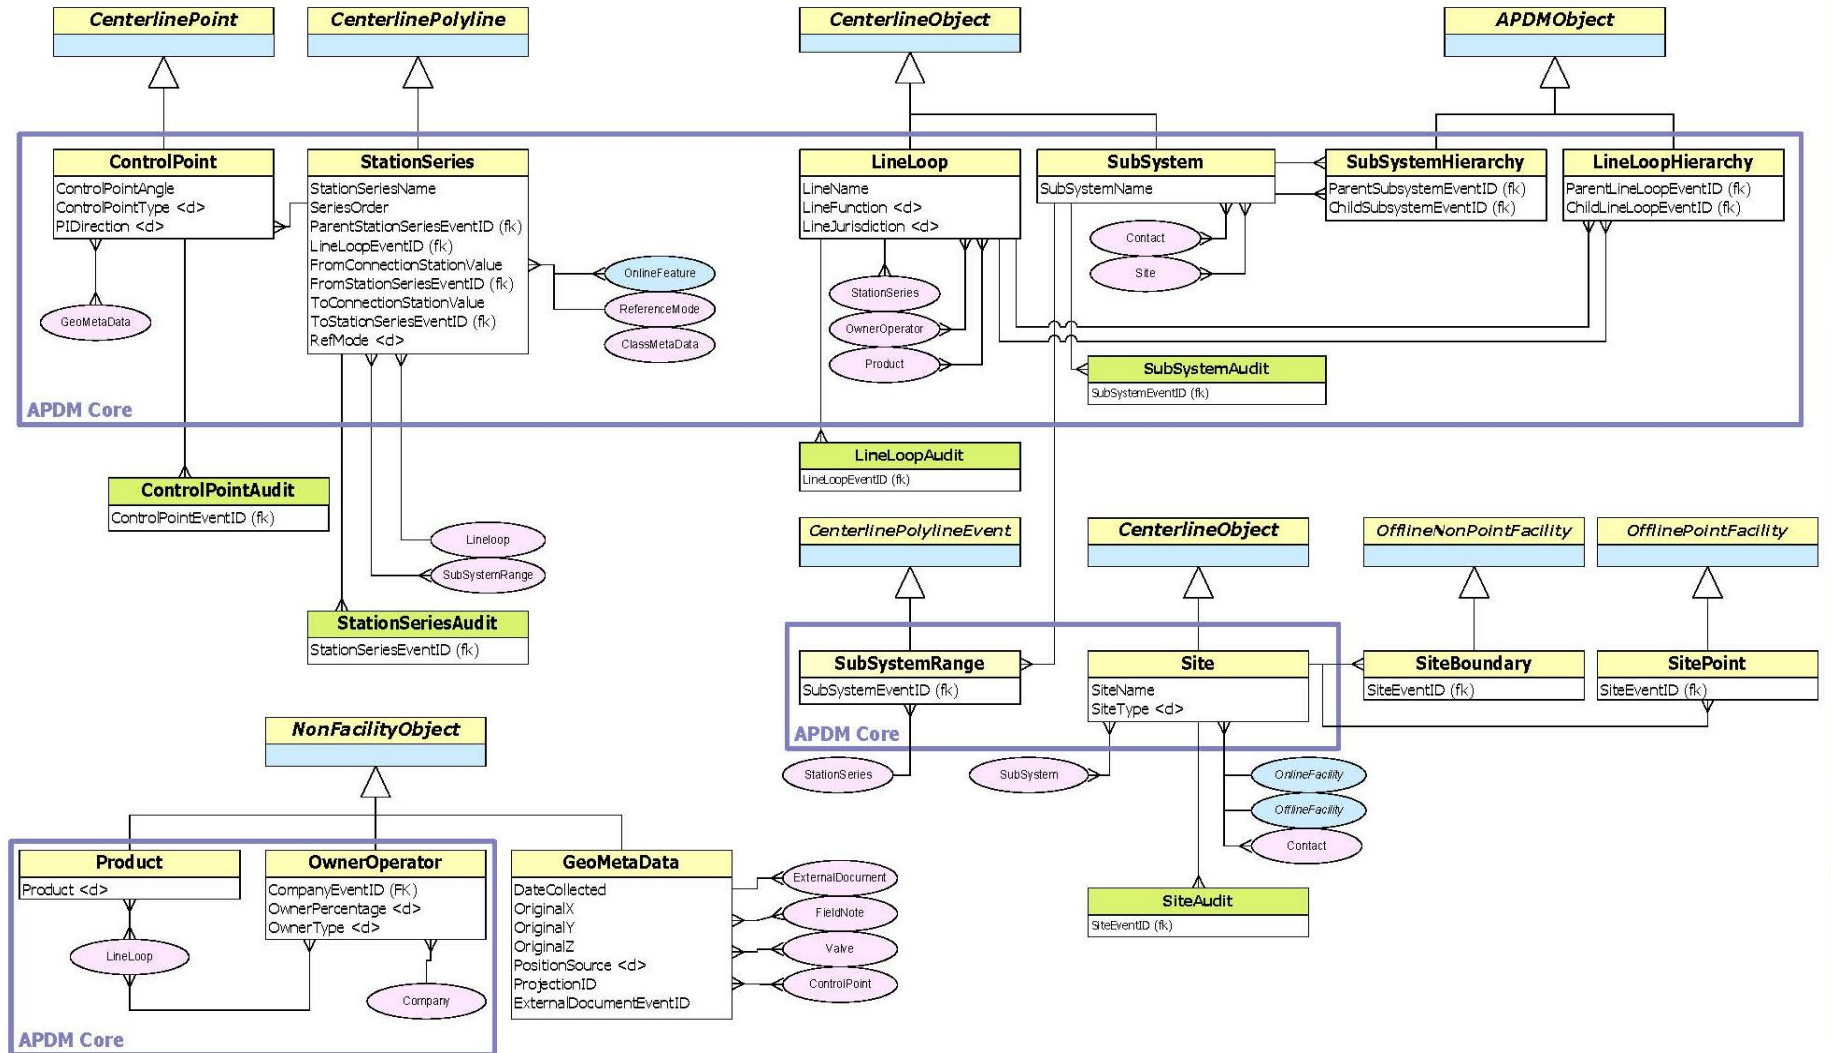 CenterlinePoint
CenterlinePolyline
CenterlineObject
APDMObject
ControlPoint
ControlPointAngle
ControlPointType <d>
PIDirection <d>
GeoMetaData
StationSeries
StationSeriesName
SeriesOrder
ParentStationSeriesEventID (fk)
LineLoopEventID (fk)
FromConnectionStationValue
FromStationSeriesEventID (fk)
ToConnectionStationValue
ToStationSeriesEventID (fk)
RefMode <d>
OnlineFeature
ReferenceMode
ClassMetaData
LineLoop
LineName
LineFunction <d>
LineJurisdiction <d>
StationSeries
OwnerOperator
Product
SubSystem
SubSystemName
Contact
Site
SubSystemHierarchy
ParentSubsystemEventID (fk)
ChildSubsystemEventID (fk)
LineLoopHierarchy
ParentLineLoopEventID (fk)
ChildLineLoopEventID (fk)
SubSystemAudit
SubSystemEventID (fk)
APDM Core
LineLoopAudit
LineLoopEventID (fk)
ControlPointAudit
ControlPointEventID (fk)
Lineloop
SubSystemRange
StationSeriesAudit
StationSeriesEventID (fk)
CenterlinePolylineEvent
CenterlineObject
OfflineNonPointFacility
OfflinePointFacility
SubSystemRange
SubSystemEventID (fk)
Site
SiteName
SiteType <d>
SiteBoundary
SiteEventID (fk)
SitePoint
SiteEventID (fk)
APDM Core
StationSeries
SubSystem
OnlineFacility
OfflineFacility
Contact
SiteAudit
SiteEventID (fk)
NonFacilityObject
Product
Product <d>
LineLoop
OwnerOperator
CompanyEventID (FK)
OwnerPercentage <d>
OwnerType <d>
Company
APDM Core
GeoMetaData
DateCollected
OriginalX
OriginalY
OriginalZ
PositionSource <d>
ProjectionID
ExternalDocumentEventID
ExternalDocument
FieldNote
Valve
ControlPoint